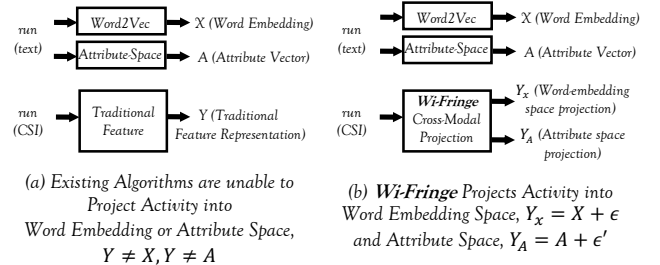 run
(text)
Word2Vec
X (Word Embedding)
Attribute-Space
A (Attribute Vector)
run
(CSI)
Traditional
Feature
Y (Traditional
Feature Representation)
(a) Existing Algorithms are unable to
Project Activity into
Word Embedding or Attribute Space,
Y ≠ X, Y ≠ A
run
(text)
Word2Vec
X (Word Embedding)
Attribute-Space
A (Attribute Vector)
run
(CSI)
Wi-Fringe
Cross-Modal
Projection
Yx (Word-embedding
space projection)
YA (Attribute space
projection)
(b) Wi-Fringe Projects Activity into
Word Embedding Space, Yx = X + ϵ
and Attribute Space, YA = A + ϵ′